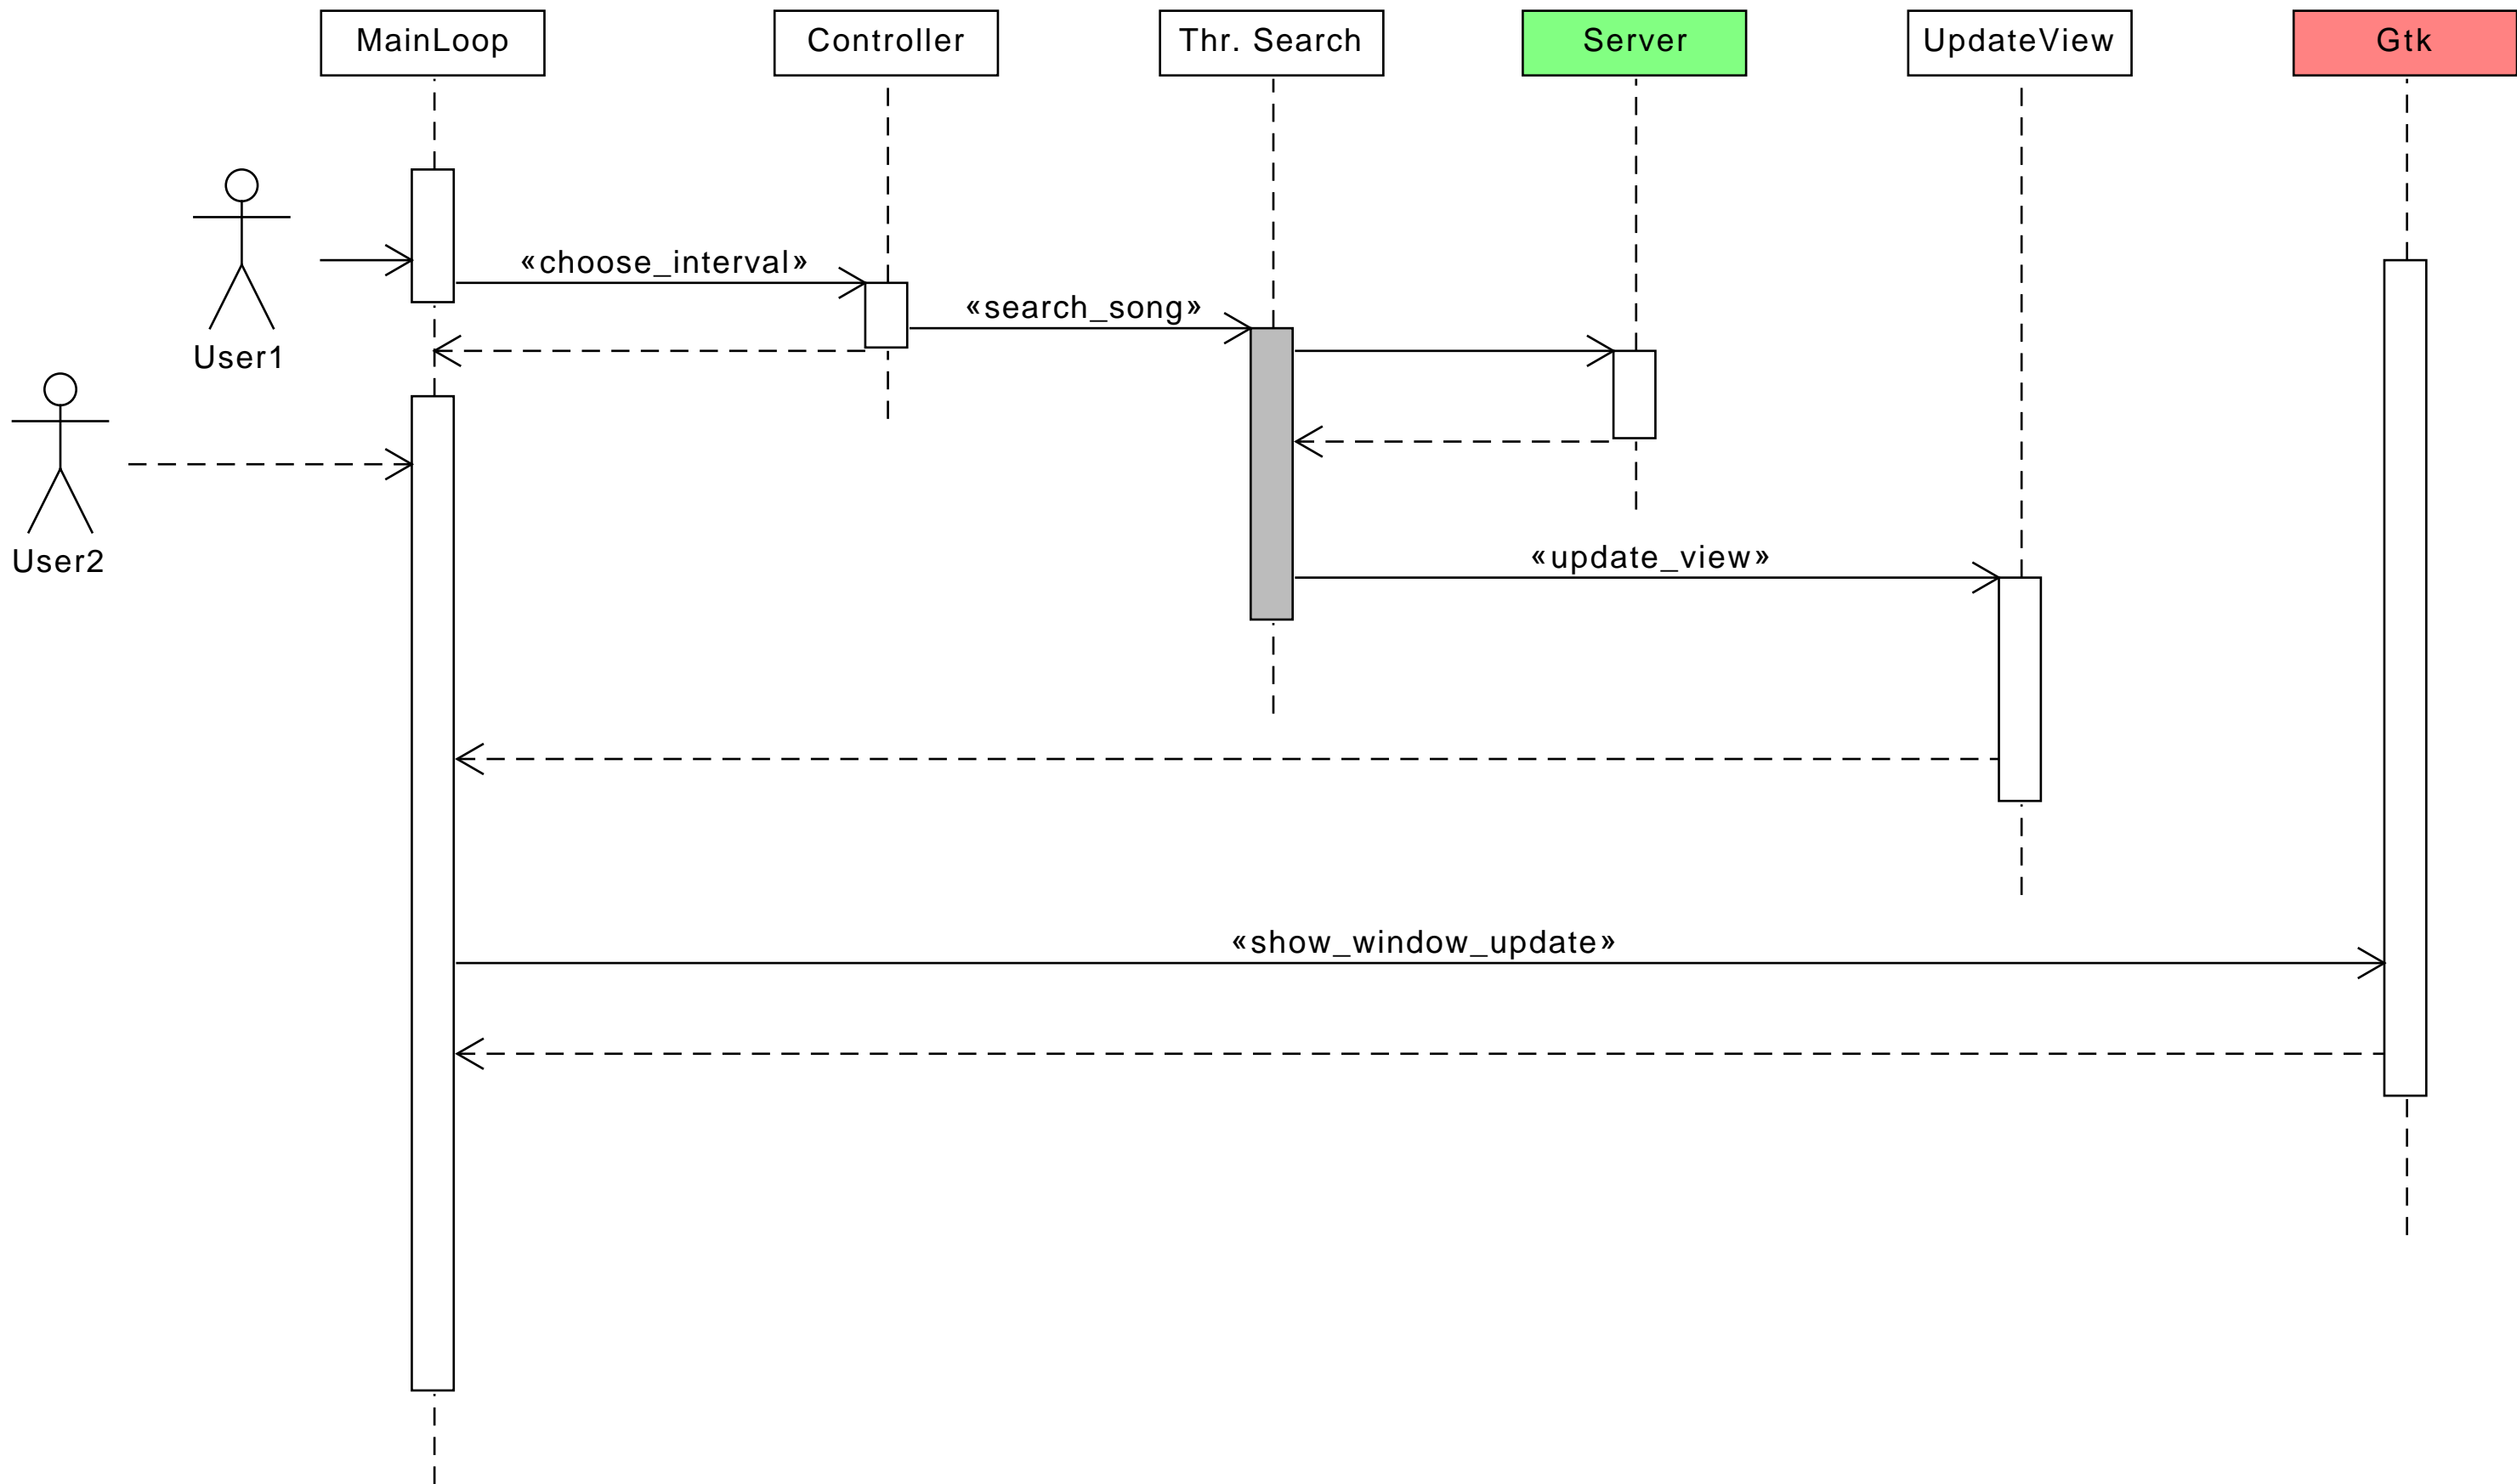 MainLoop
Controller
Thr. Search
Server
UpdateView
Gtk
«choose_interval»
«search_song»
User1
User2
«update_view»
«show_window_update»